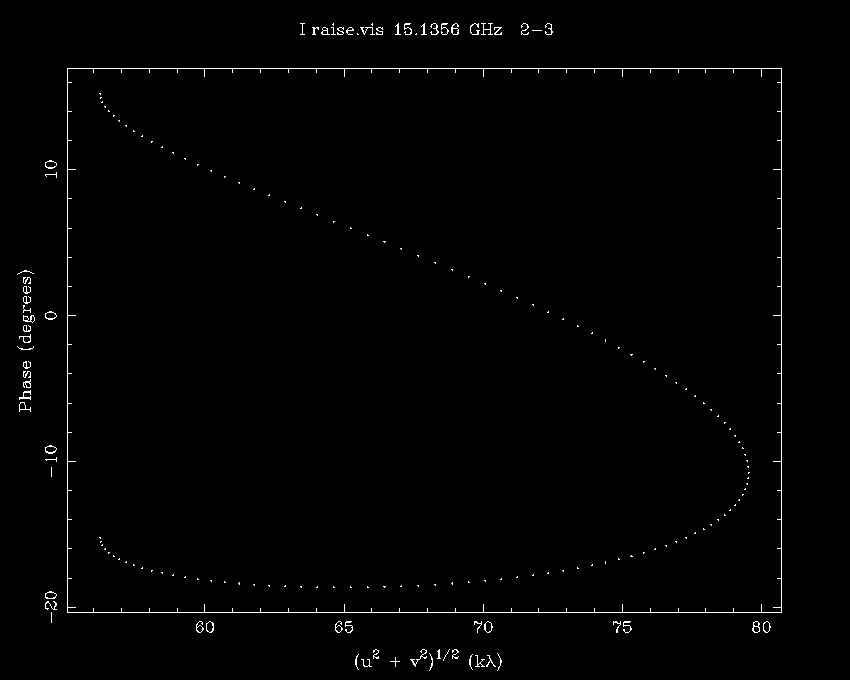 I raise.vis 15.1356 GHz 2−3
10
0
−10
−20
Phase (degrees)
60 65 70 75 80
(u² + v²)^1/2 (kλ)